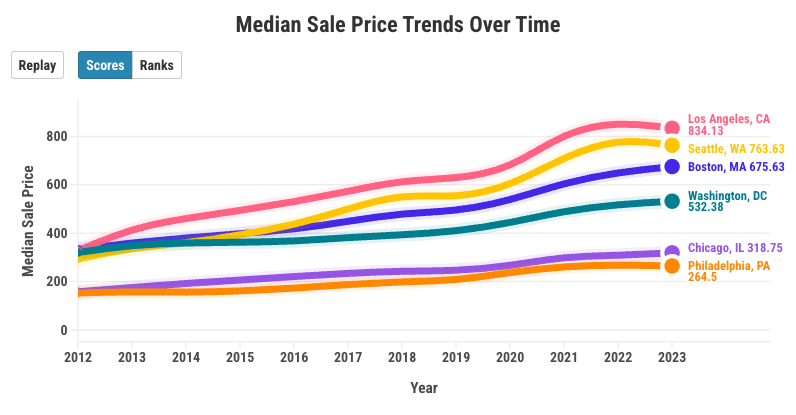 Median Sale Price Trends Over Time
Replay
Scores
Ranks
Median Sale Price
800
600
400
200
0
Los Angeles, CA
834.13
Seattle, WA 763.63
Boston, MA 675.63
Washington, DC
532.38
Chicago, IL 318.75
Philadelphia, PA
264.5
2012 2013 2014 2015 2016 2017 2018 2019 2020 2021 2022 2023
Year